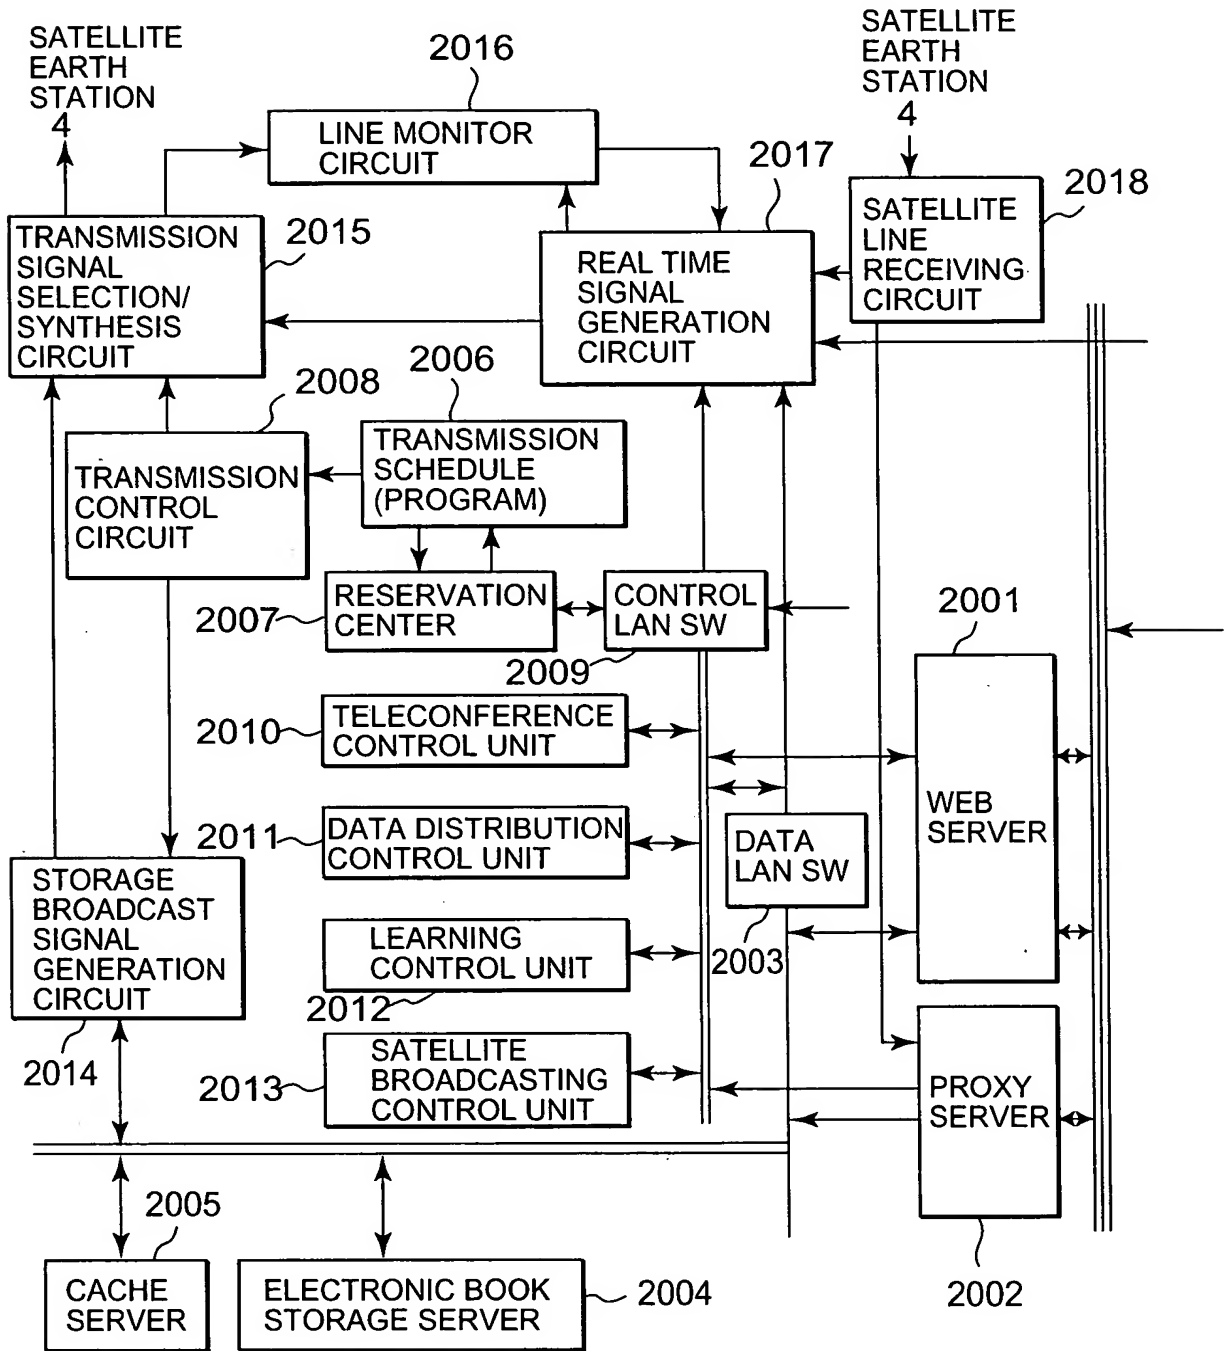 SATELLITE
EARTH
STATION
4
2016
SATELLITE
EARTH
STATION
4
LINE MONITOR
CIRCUIT
2017
2018
TRANSMISSION
SIGNAL
SELECTION/
SYNTHESIS
CIRCUIT
2015
REAL TIME
SIGNAL
GENERATION
CIRCUIT
SATELLITE
LINE
RECEIVING
CIRCUIT
2008
2006
TRANSMISSION
CONTROL
CIRCUIT
TRANSMISSION
SCHEDULE
(PROGRAM)
2007
RESERVATION
CENTER
CONTROL
LAN SW
2009
2001
2010
TELECONFERENCE
CONTROL UNIT
WEB
SERVER
2011
DATA DISTRIBUTION
CONTROL UNIT
DATA
LAN SW
2003
STORAGE
BROADCAST
SIGNAL
GENERATION
CIRCUIT
2014
LEARNING
CONTROL UNIT
2012
2013
SATELLITE
BROADCASTING
CONTROL UNIT
PROXY
SERVER
2002
2005
CACHE
SERVER
ELECTRONIC BOOK
STORAGE SERVER
2004